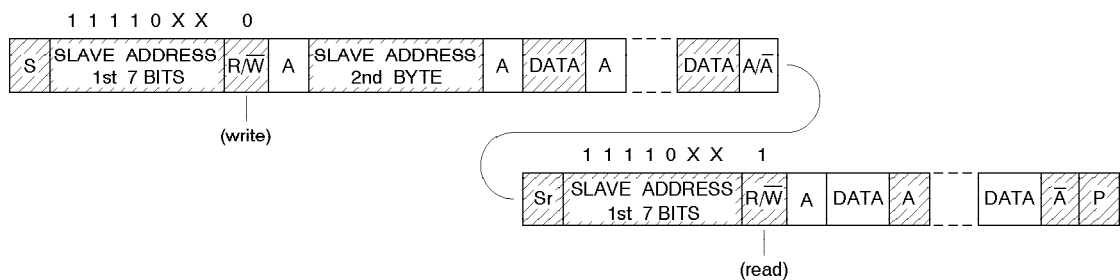 1 1 1 1 0 X X 0
S SLAVE ADDRESS 1st 7 BITS R/W̅ A SLAVE ADDRESS 2nd BYTE A DATA A DATA A/A̅
(write)
1 1 1 1 0 X X 1
Sr SLAVE ADDRESS 1st 7 BITS R/W̅ A DATA A DATA A̅ P
(read)